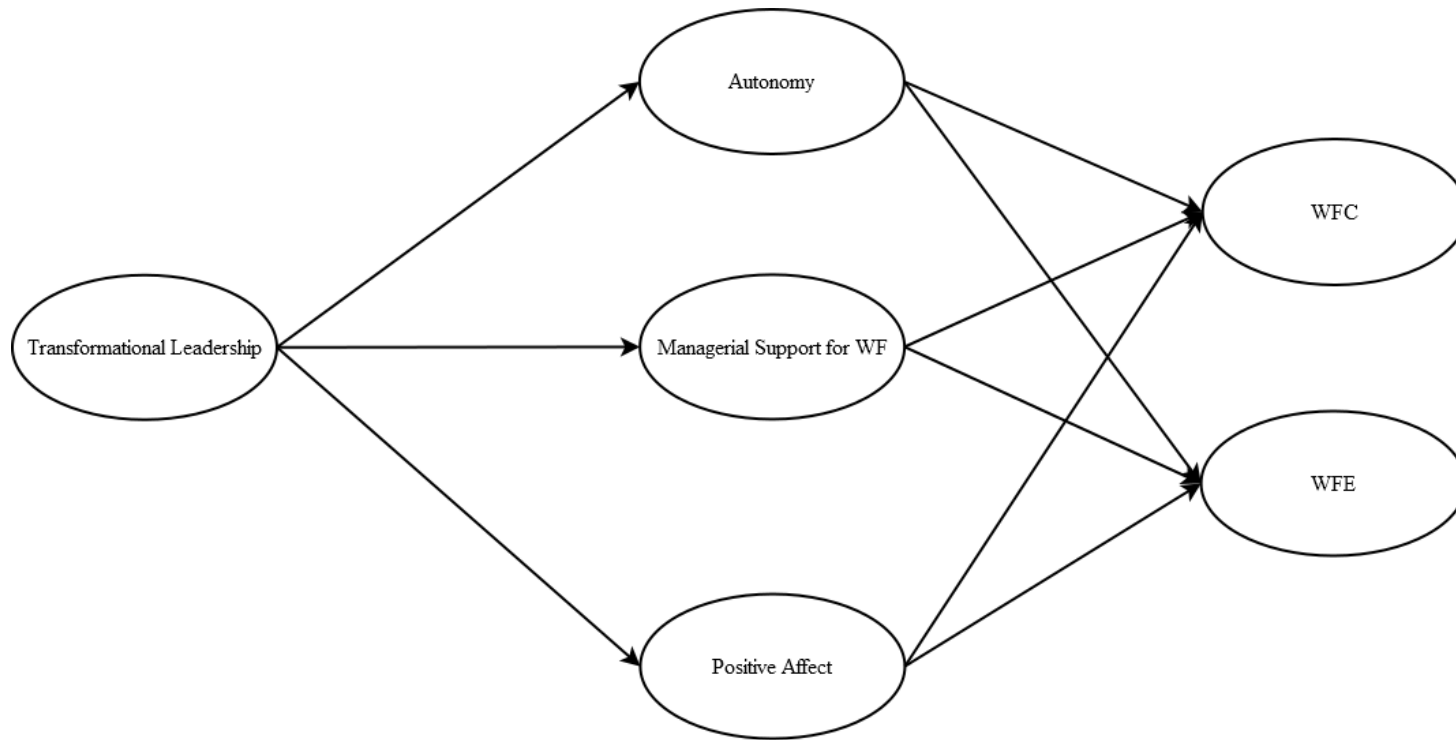 Autonomy
WFC
Transformational Leadership
Managerial Support for WF
WFE
Positive Affect